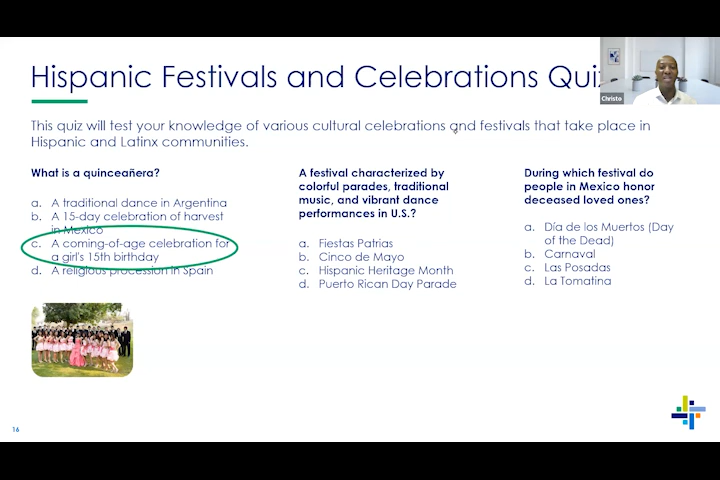 Hispanic Festivals and Celebrations Quiz
Christo
This quiz will test your knowledge of various cultural celebrations and festivals that take place in
Hispanic and Latinx communities.
What is a quinceañera?
a. A traditional dance in Argentina
b. A 15-day celebration of harvest
in Mexico
c. A coming-of-age celebration for
a girl's 15th birthday
d. A religious procession in Spain
A festival characterized by
colorful parades, traditional
music, and vibrant dance
performances in U.S.?
a. Fiestas Patrias
b. Cinco de Mayo
c. Hispanic Heritage Month
d. Puerto Rican Day Parade
During which festival do
people in Mexico honor
deceased loved ones?
a. Día de los Muertos (Day
of the Dead)
b. Carnaval
c. Las Posadas
d. La Tomatina
16